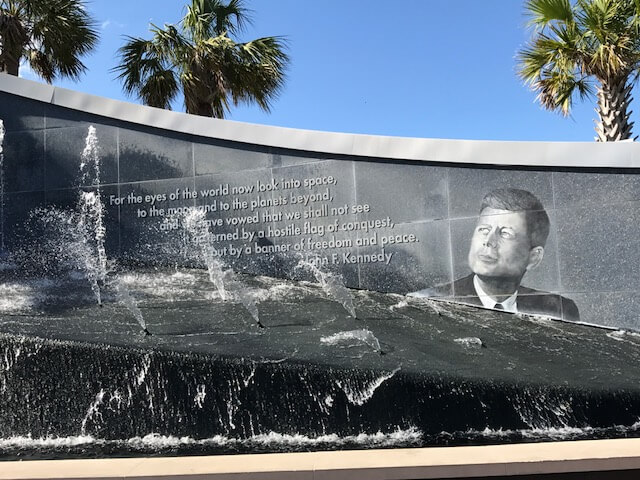 For the eyes of the world now look into space,
to the moon and to the planets beyond,
and we have vowed that we shall not see
it governed by a hostile flag of conquest,
but by a banner of freedom and peace.
John F. Kennedy